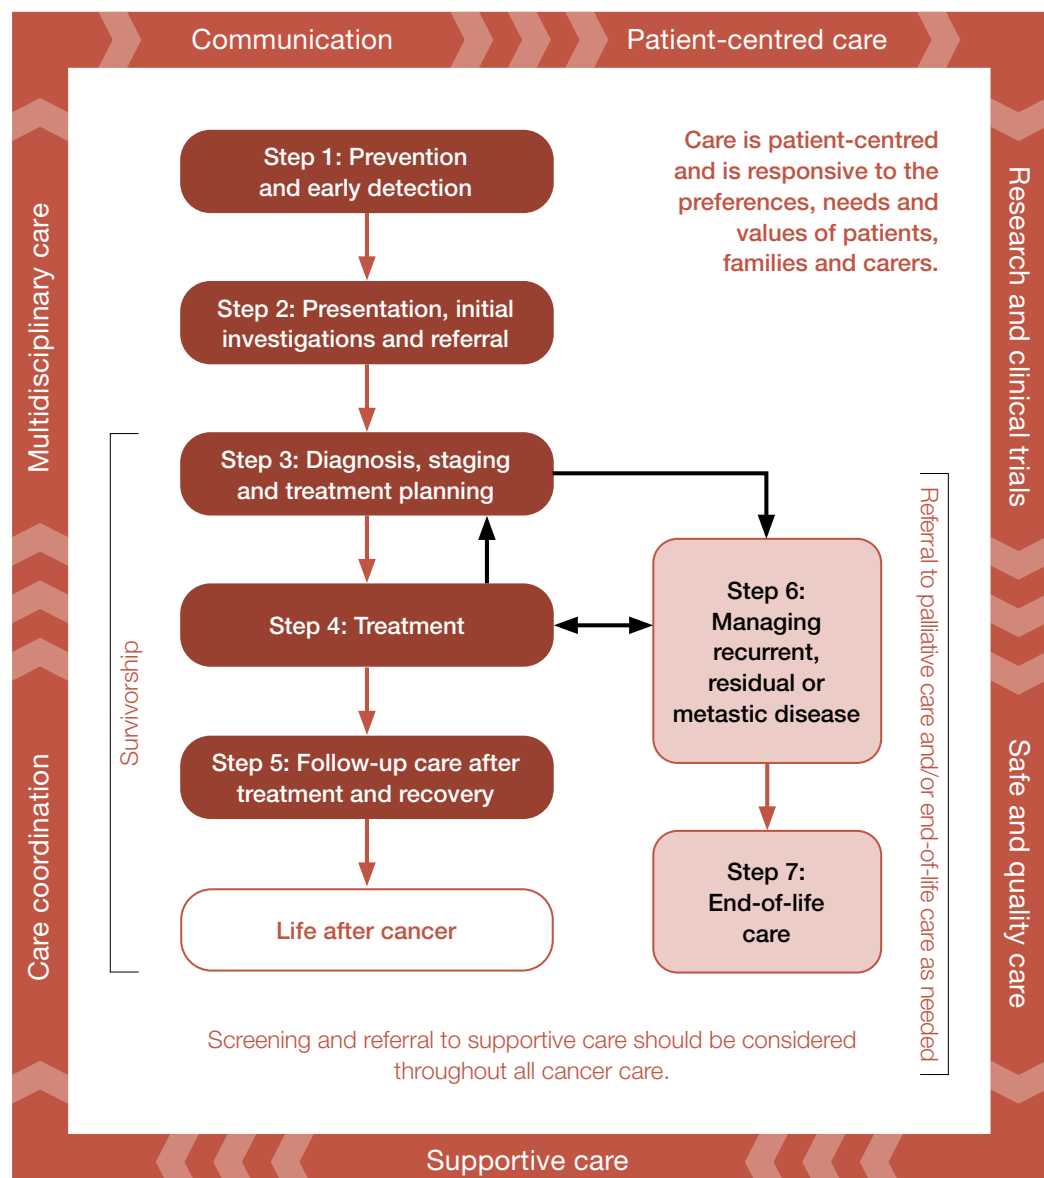 Communication
Patient-centred care
Multidisciplinary care
Care coordination
Research and clinical trials
Safe and quality care
Supportive care
Care is patient-centred
and is responsive to the
preferences, needs and
values of patients,
families and carers.
Step 1: Prevention
and early detection
Step 2: Presentation, initial
investigations and referral
Step 3: Diagnosis, staging
and treatment planning
Step 4: Treatment
Step 5: Follow-up care after
treatment and recovery
Life after cancer
Survivorship
Step 6:
Managing
recurrent,
residual or
metastic disease
Step 7:
End-of-life
care
Referral to palliative care and/or end-of-life care as needed
Screening and referral to supportive care should be considered
throughout all cancer care.